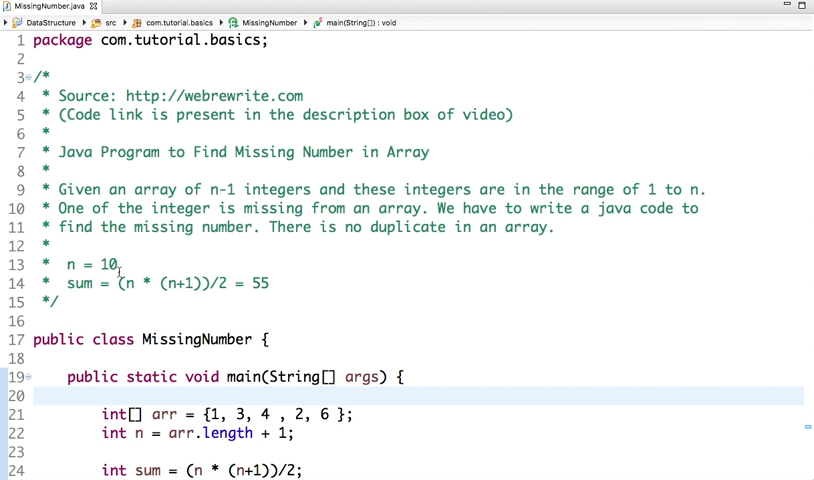 MissingNumber.java
DataStructure src com.tutorial.basics MissingNumber main(String[]) : void
1 package com.tutorial.basics;
2
3 /*
4 * Source: http://webrewrite.com
5 * (Code link is present in the description box of video)
6 *
7 * Java Program to Find Missing Number in Array
8 *
9 * Given an array of n-1 integers and these integers are in the range of 1 to n.
10 * One of the integer is missing from an array. We have to write a java code to
11 * find the missing number. There is no duplicate in an array.
12 *
13 * n = 10
14 * sum = (n * (n+1))/2 = 55
15 */
16
17 public class MissingNumber {
18
19 public static void main(String[] args) {
20
21 int[] arr = {1, 3, 4 , 2, 6 };
22 int n = arr.length + 1;
23
24 int sum = (n * (n+1))/2;